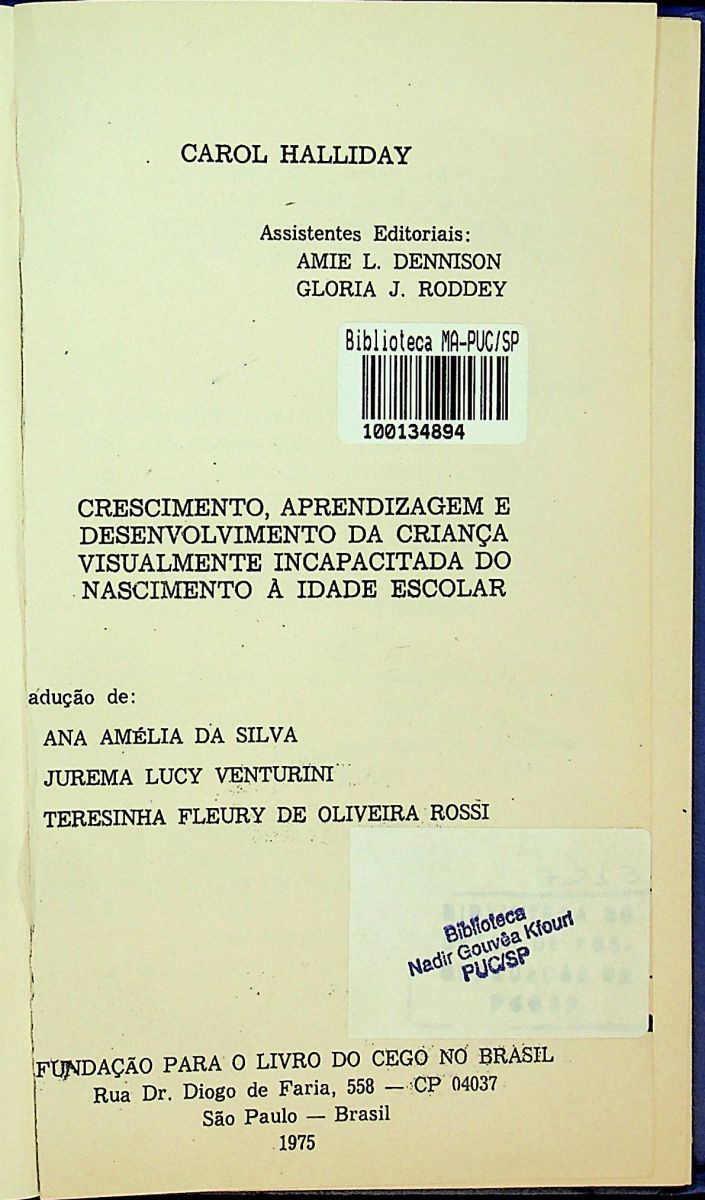 CAROL HALLIDAY
Assistentes Editoriais:
AMIE L. DENNISON
GLORIA J. RODDEY
Biblioteca MA-PUC/SP
100134894
CRESCIMENTO, APRENDIZAGEM E
DESENVOLVIMENTO DA CRIANÇA
VISUALMENTE INCAPACITADA DO
NASCIMENTO À IDADE ESCOLAR
adução de:
ANA AMÉLIA DA SILVA
JUREMA LUCY VENTURINI
TERESINHA FLEURY DE OLIVEIRA ROSSI
Biblioteca
Nadir Gouvêa Kfouri
PUC/SP
FUNDAÇÃO PARA O LIVRO DO CEGO NO BRASIL
Rua Dr. Diogo de Faria, 558 — CP 04037
São Paulo — Brasil
1975